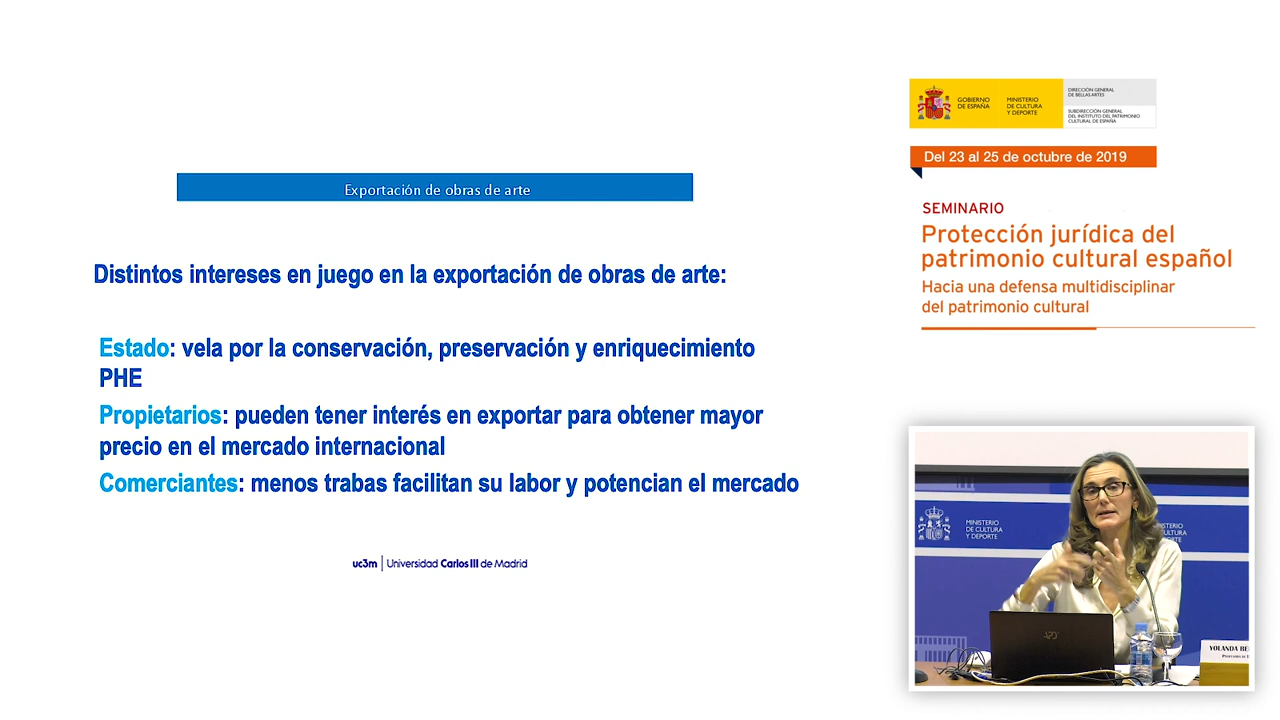 Exportación de obras de arte
Distintos intereses en juego en la exportación de obras de arte:
Estado: vela por la conservación, preservación y enriquecimiento
PHE
Propietarios: pueden tener interés en exportar para obtener mayor
precio en el mercado internacional
Comerciantes: menos trabas facilitan su labor y potencian el mercado
uc3m | Universidad Carlos III de Madrid
GOBIERNO
DE ESPAÑA
MINISTERIO
DE CULTURA
Y DEPORTE
DIRECCIÓN GENERAL
DE BELLAS ARTES
SUBDIRECCIÓN GENERAL
DEL INSTITUTO DEL PATRIMONIO
CULTURAL DE ESPAÑA
Del 23 al 25 de octubre de 2019
SEMINARIO
Protección jurídica del
patrimonio cultural español
Hacia una defensa multidisciplinar
del patrimonio cultural
MINISTERIO
DE CULTURA
Y DEPORTE
YOLANDA